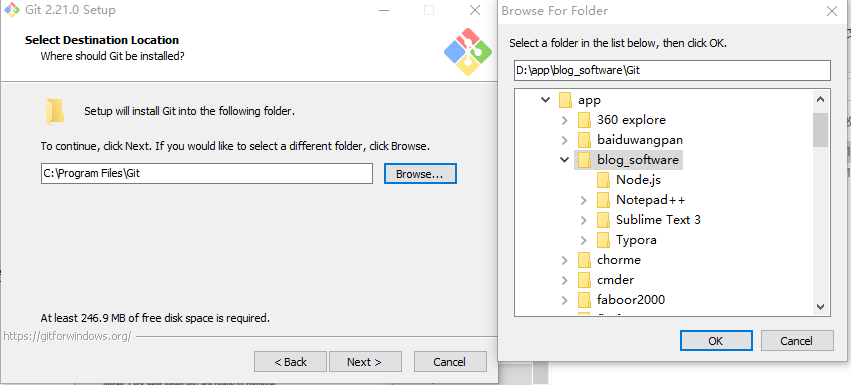 Git 2.21.0 Setup
Select Destination Location
Where should Git be installed?
Setup will install Git into the following folder.
To continue, click Next. If you would like to select a different folder, click Browse.
C:\Program Files\Git
Browse...
At least 246.9 MB of free disk space is required.
https://gitforwindows.org/
< Back
Next >
Cancel
Browse For Folder
Select a folder in the list below, then click OK.
D:\app\blog_software\Git
app
360 explore
baiduwangpan
blog_software
Node.js
Notepad++
Sublime Text 3
Typora
chorme
cmder
faboor2000
OK
Cancel